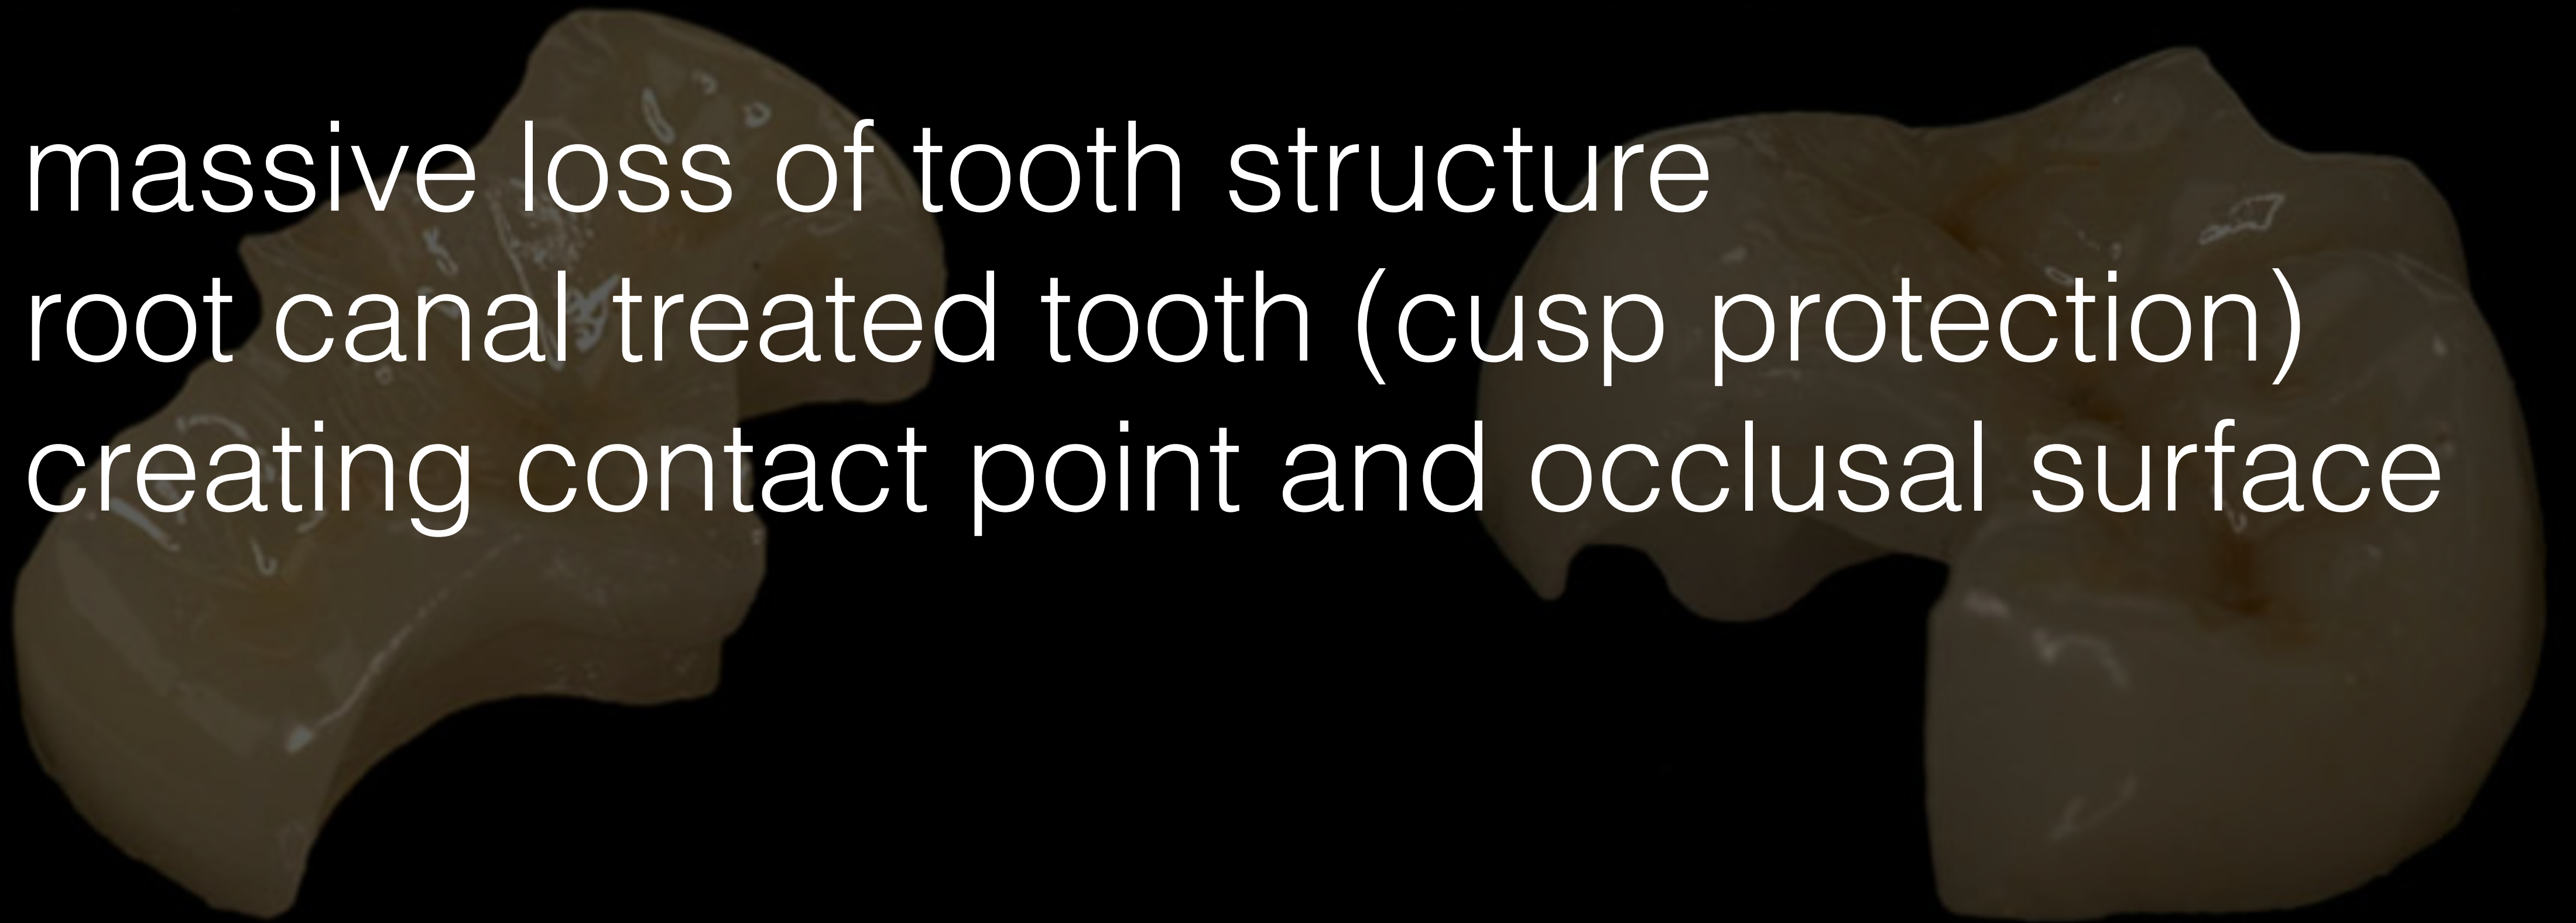 massive loss of tooth structure
root canal treated tooth (cusp protection)
creating contact point and occlusal surface